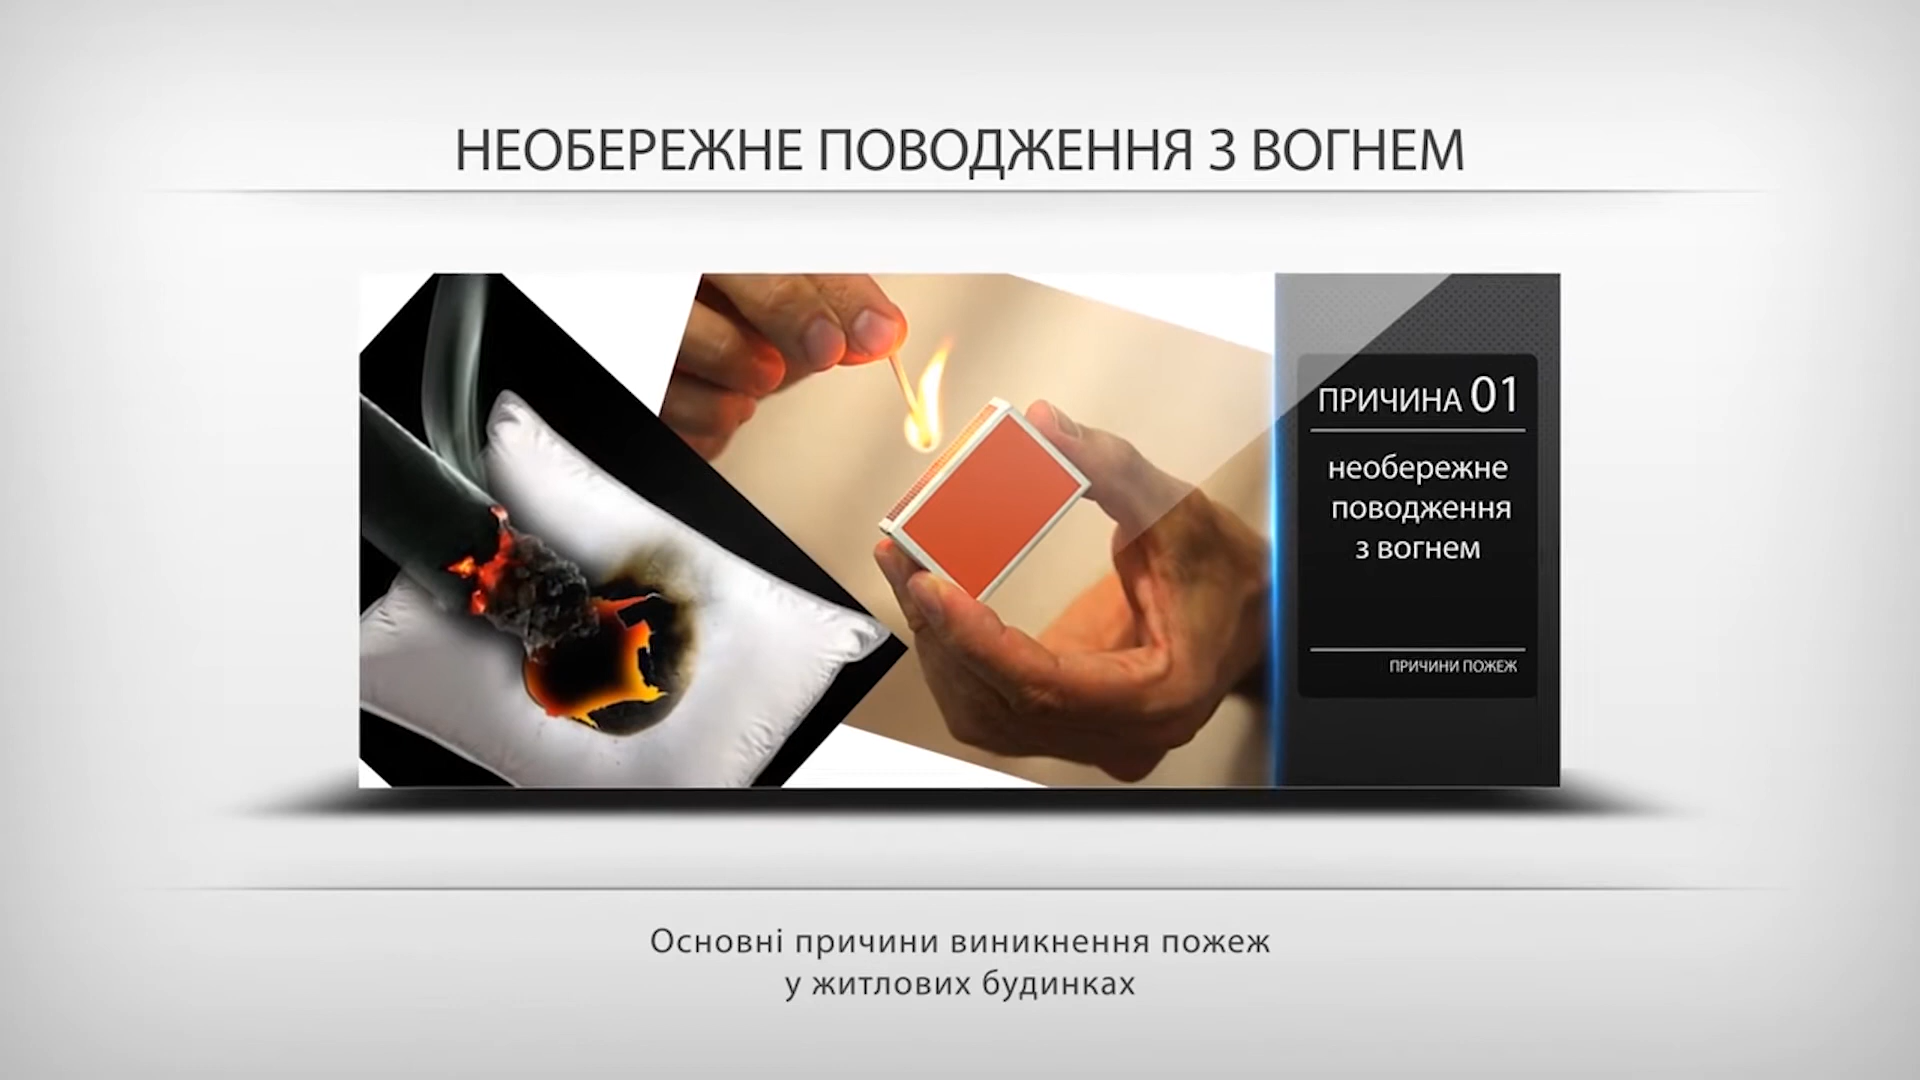 НЕОБЕРЕЖНЕ ПОВОДЖЕННЯ З ВОГНЕМ
ПРИЧИНА 01
необережне
поводження
з вогнем
ПРИЧИНИ ПОЖЕЖ
Основні причини виникнення пожеж
у житлових будинках